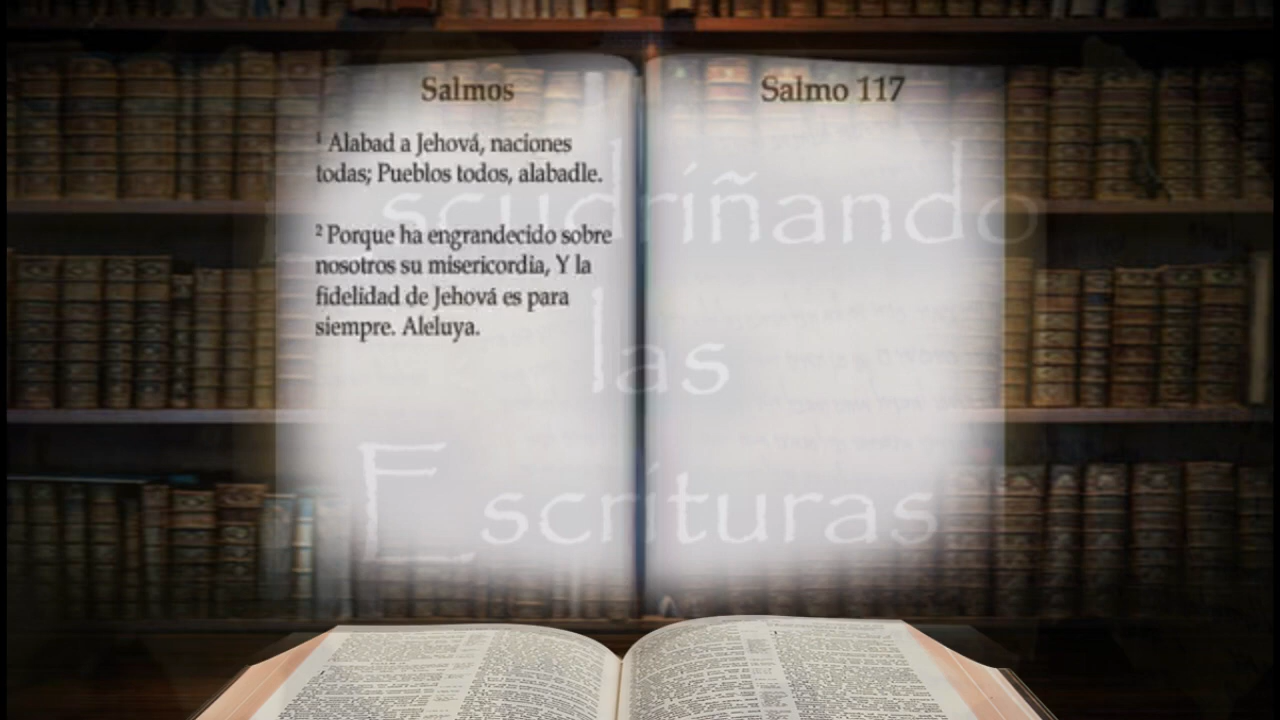 Salmos
Salmo 117
¹ Alabad a Jehová, naciones
todas; Pueblos todos, alabadle.
² Porque ha engrandecido sobre
nosotros su misericordia, Y la
fidelidad de Jehová es para
siempre. Aleluya.
Escudriñando
las
Escrituras